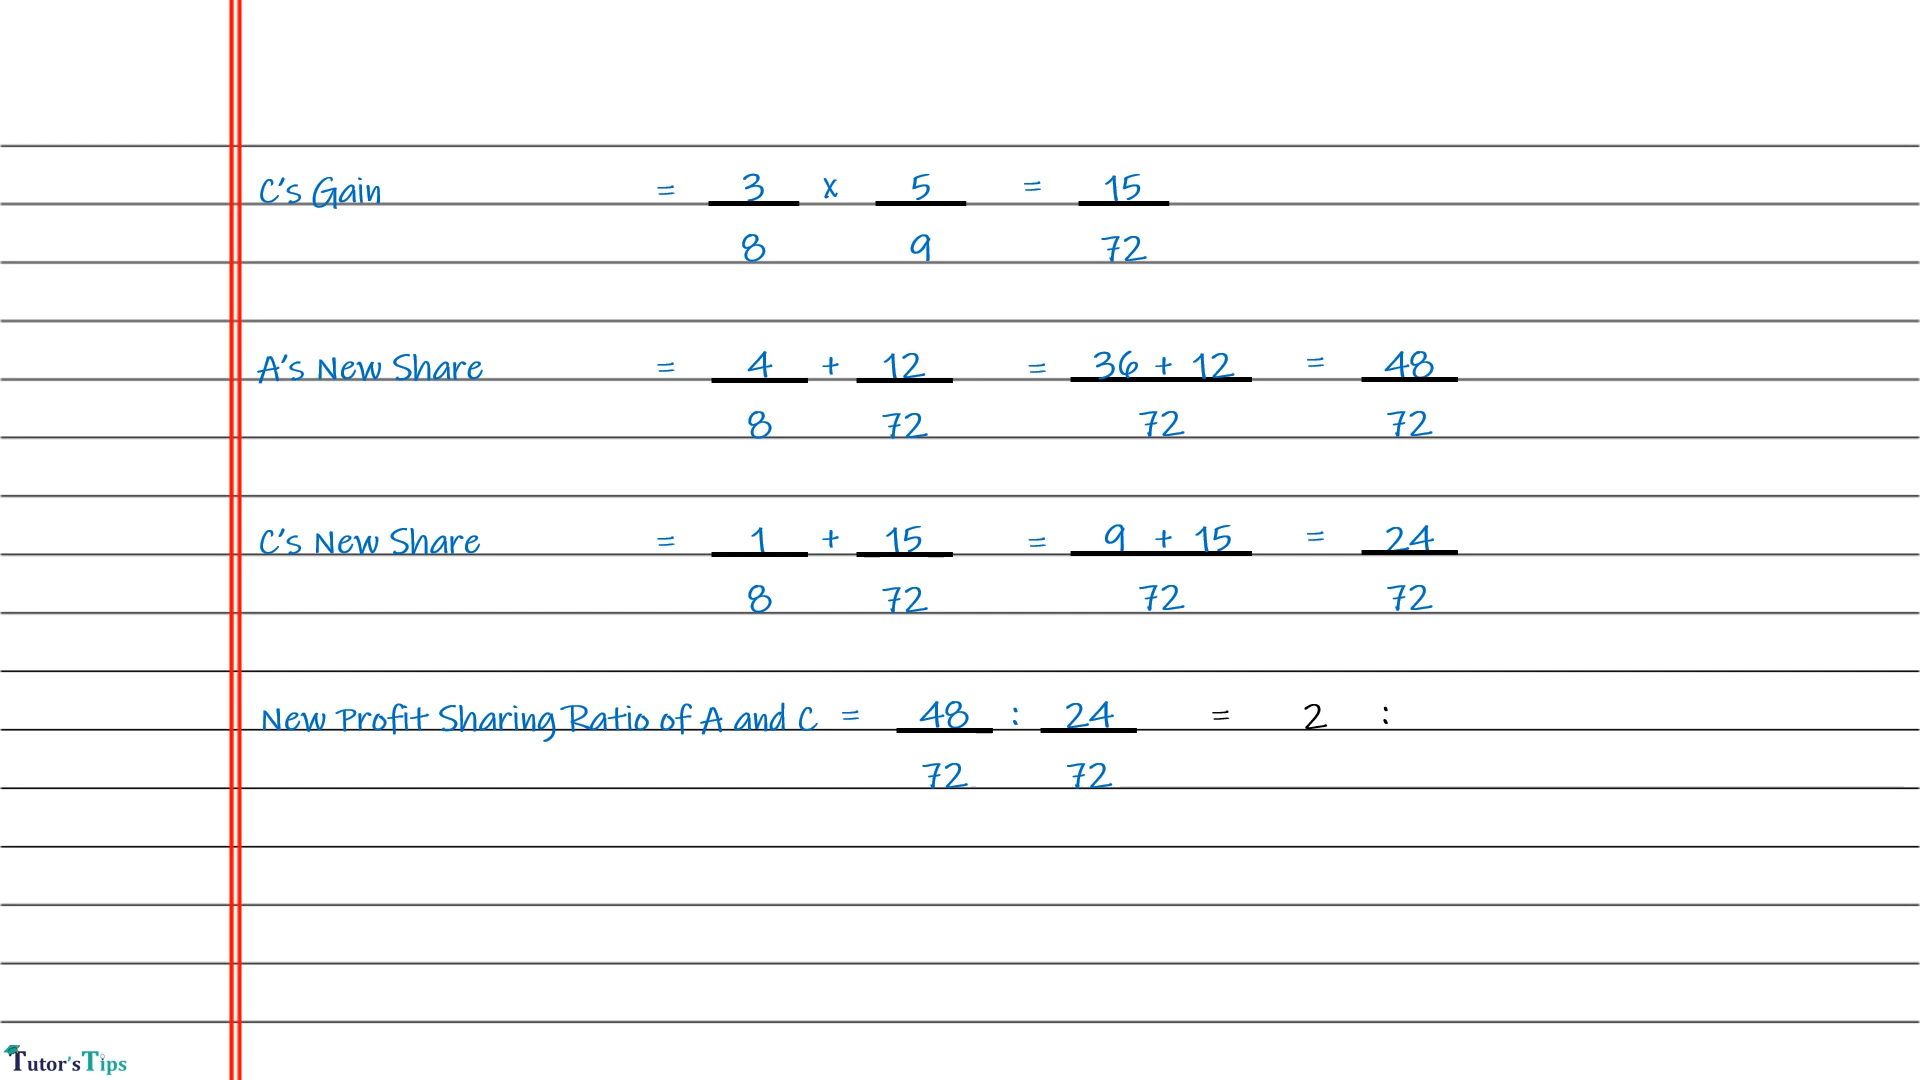 C's Gain = 3 x 5 = 15
8 9 72
A's New Share = 4 + 12 = 36 + 12 = 48
8 72 72 72
C's New Share = 1 + 15 = 9 + 15 = 24
8 72 72 72
New Profit Sharing Ratio of A and C = 48 : 24 = 2 :
72 72
Tutor'sTips